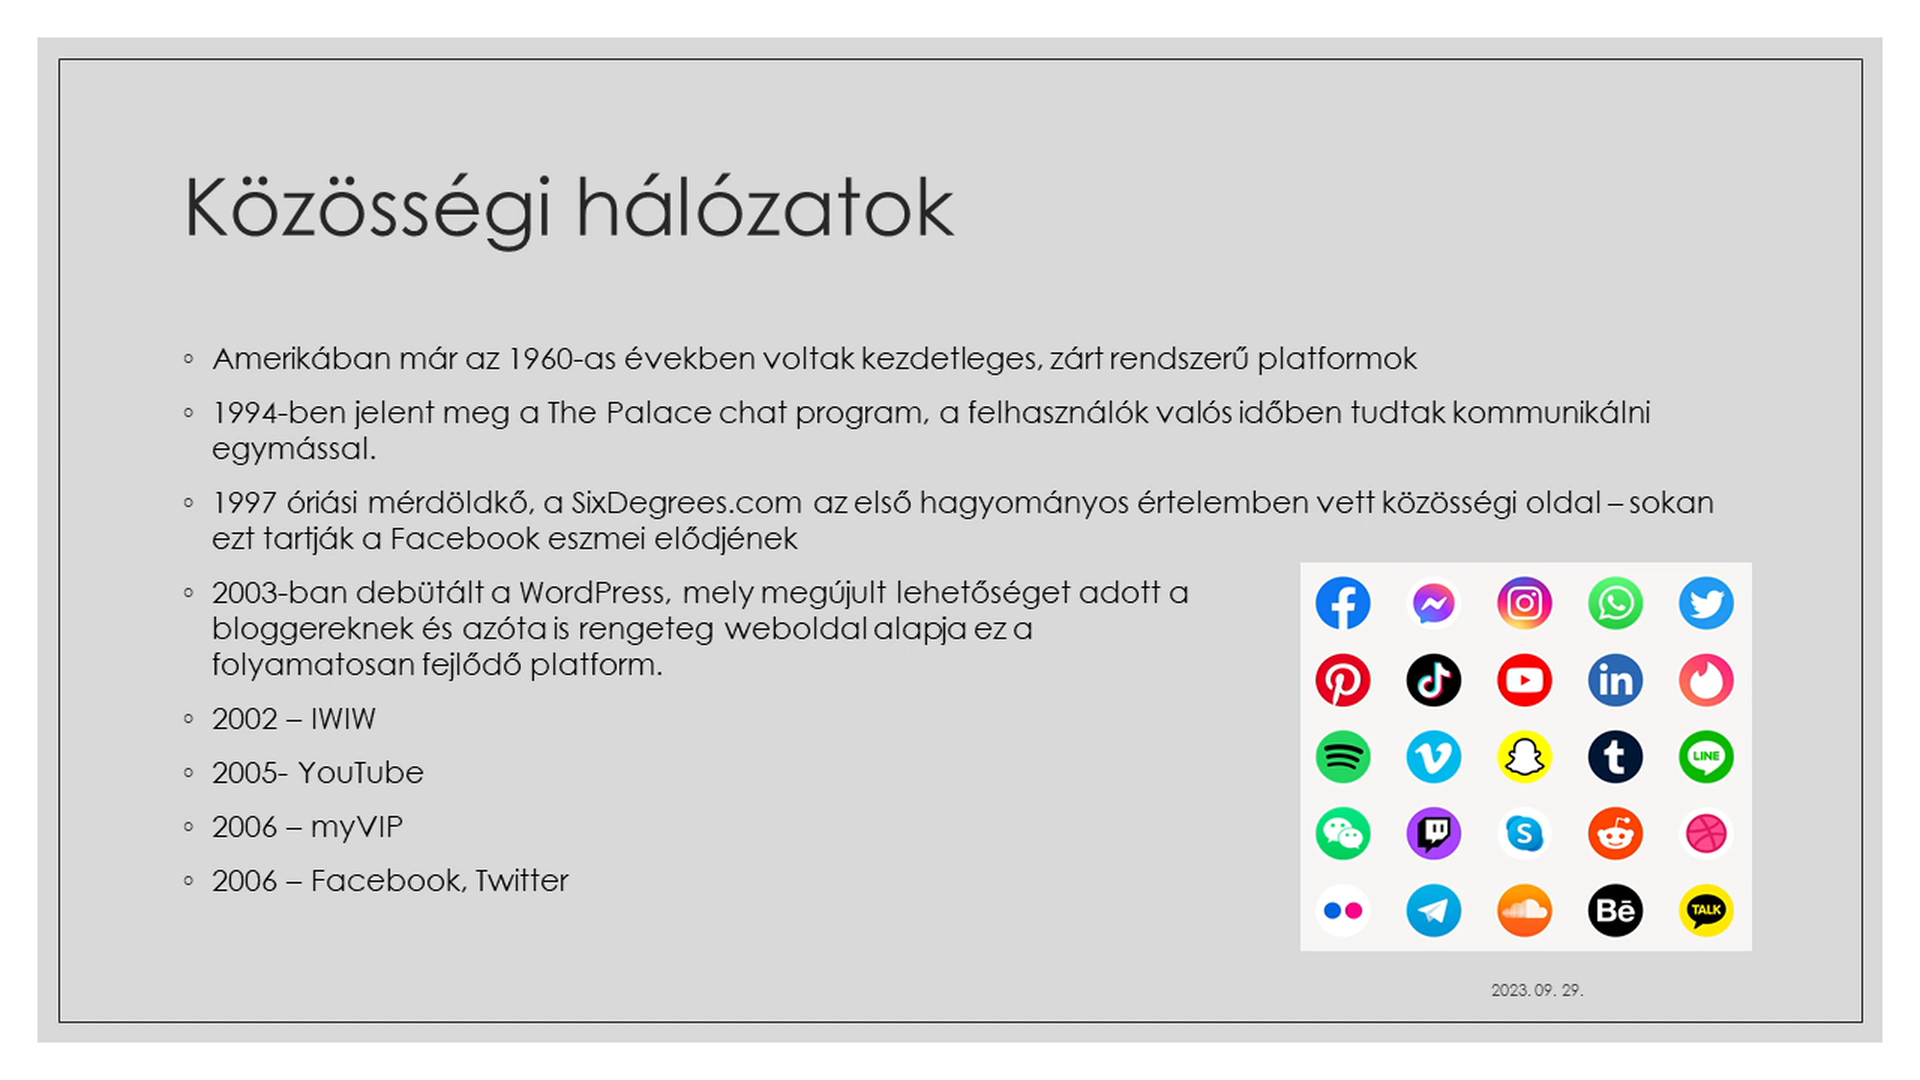 Közösségi hálózatok
◦ Amerikában már az 1960-as években voltak kezdetleges, zárt rendszerű platformok
◦ 1994-ben jelent meg a The Palace chat program, a felhasználók valós időben tudtak kommunikálni
egymással.
◦ 1997 óriási mérdöldkő, a SixDegrees.com az első hagyományos értelemben vett közösségi oldal – sokan
ezt tartják a Facebook eszmei elődjének
◦ 2003-ban debütált a WordPress, mely megújult lehetőséget adott a
bloggereknek és azóta is rengeteg weboldal alapja ez a
folyamatosan fejlődő platform.
◦ 2002 – IWIW
◦ 2005- YouTube
◦ 2006 – myVIP
◦ 2006 – Facebook, Twitter
in
LINE
S
Bē
TALK
2023. 09. 29.